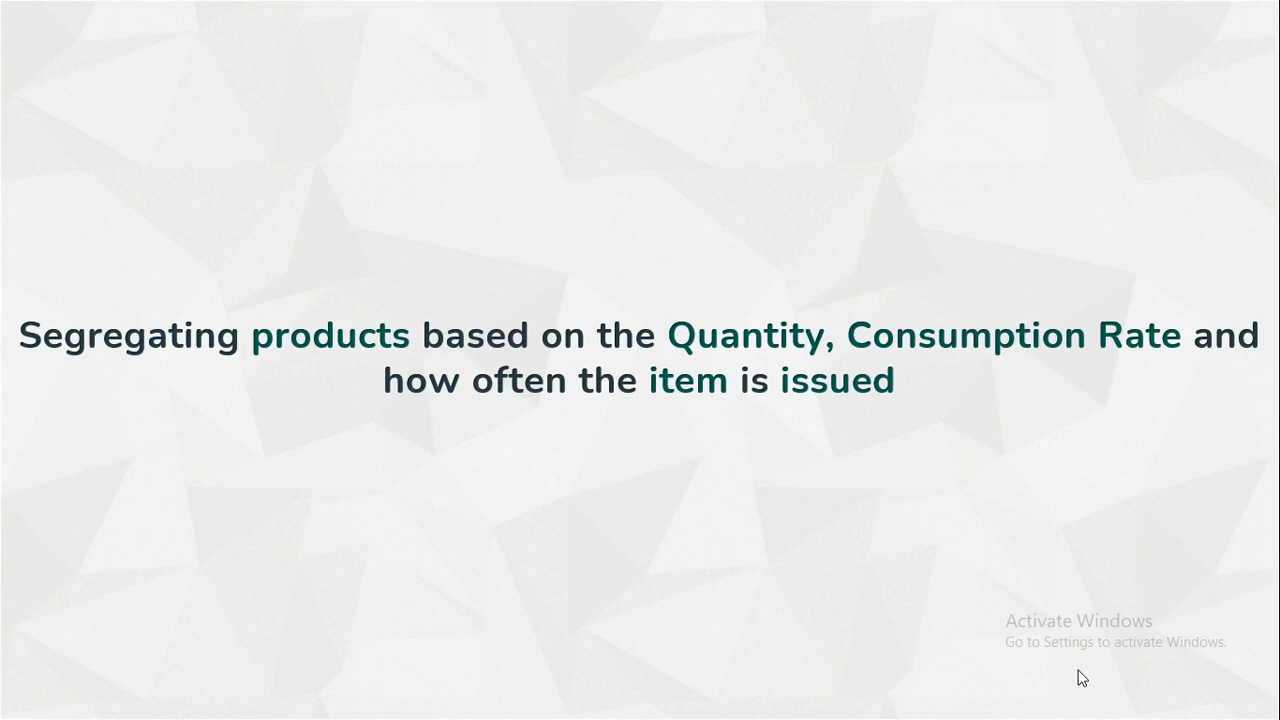 Segregating products based on the Quantity, Consumption Rate and
how often the item is issued
Activate Windows
Go to Settings to activate Windows.